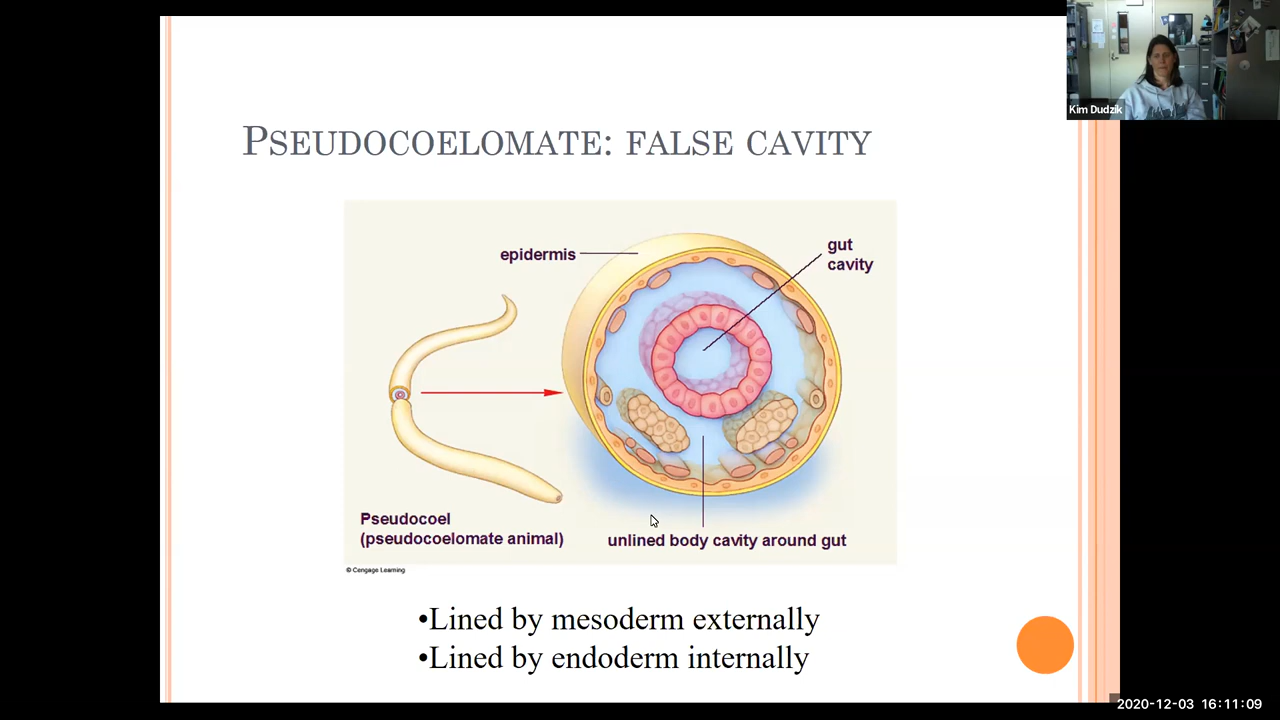 Kim Dudzik
PSEUDOCOELOMATE: FALSE CAVITY
epidermis
gut
cavity
Pseudocoel
(pseudocoelomate animal)
unlined body cavity around gut
© Cengage Learning
•Lined by mesoderm externally
•Lined by endoderm internally
2020-12-03 16:11:09